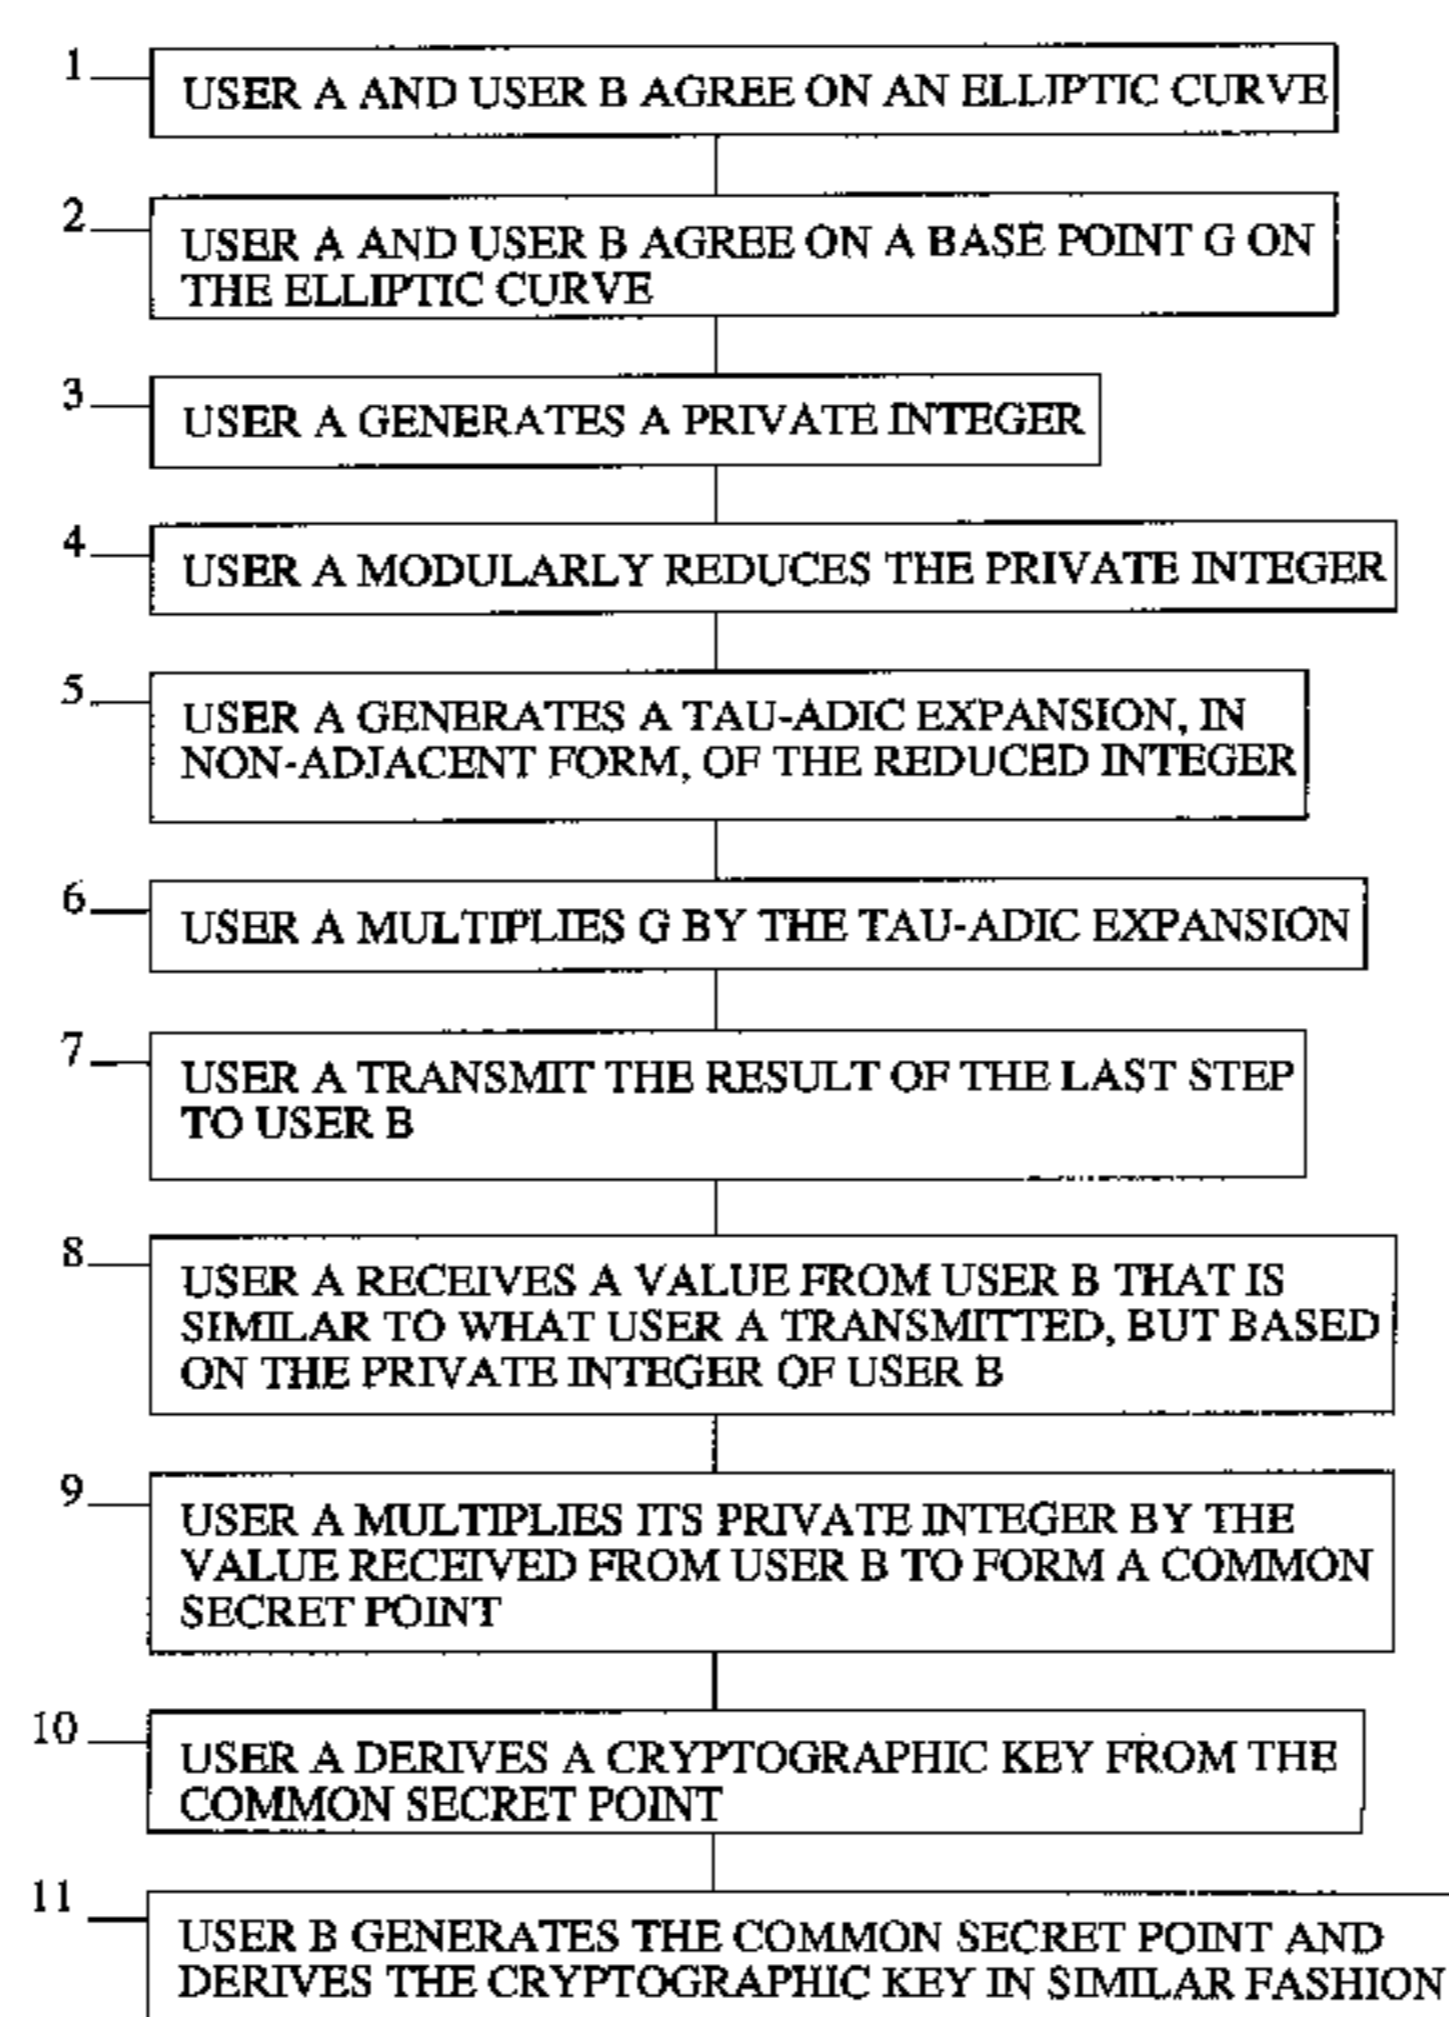 1 USER A AND USER B AGREE ON AN ELLIPTIC CURVE
2 USER A AND USER B AGREE ON A BASE POINT G ON
THE ELLIPTIC CURVE
3 USER A GENERATES A PRIVATE INTEGER
4 USER A MODULARLY REDUCES THE PRIVATE INTEGER
5 USER A GENERATES A TAU-ADIC EXPANSION, IN
NON-ADJACENT FORM, OF THE REDUCED INTEGER
6 USER A MULTIPLIES G BY THE TAU-ADIC EXPANSION
7 USER A TRANSMIT THE RESULT OF THE LAST STEP
TO USER B
8 USER A RECEIVES A VALUE FROM USER B THAT IS
SIMILAR TO WHAT USER A TRANSMITTED, BUT BASED
ON THE PRIVATE INTEGER OF USER B
9 USER A MULTIPLIES ITS PRIVATE INTEGER BY THE
VALUE RECEIVED FROM USER B TO FORM A COMMON
SECRET POINT
10 USER A DERIVES A CRYPTOGRAPHIC KEY FROM THE
COMMON SECRET POINT
11 USER B GENERATES THE COMMON SECRET POINT AND
DERIVES THE CRYPTOGRAPHIC KEY IN SIMILAR FASHION